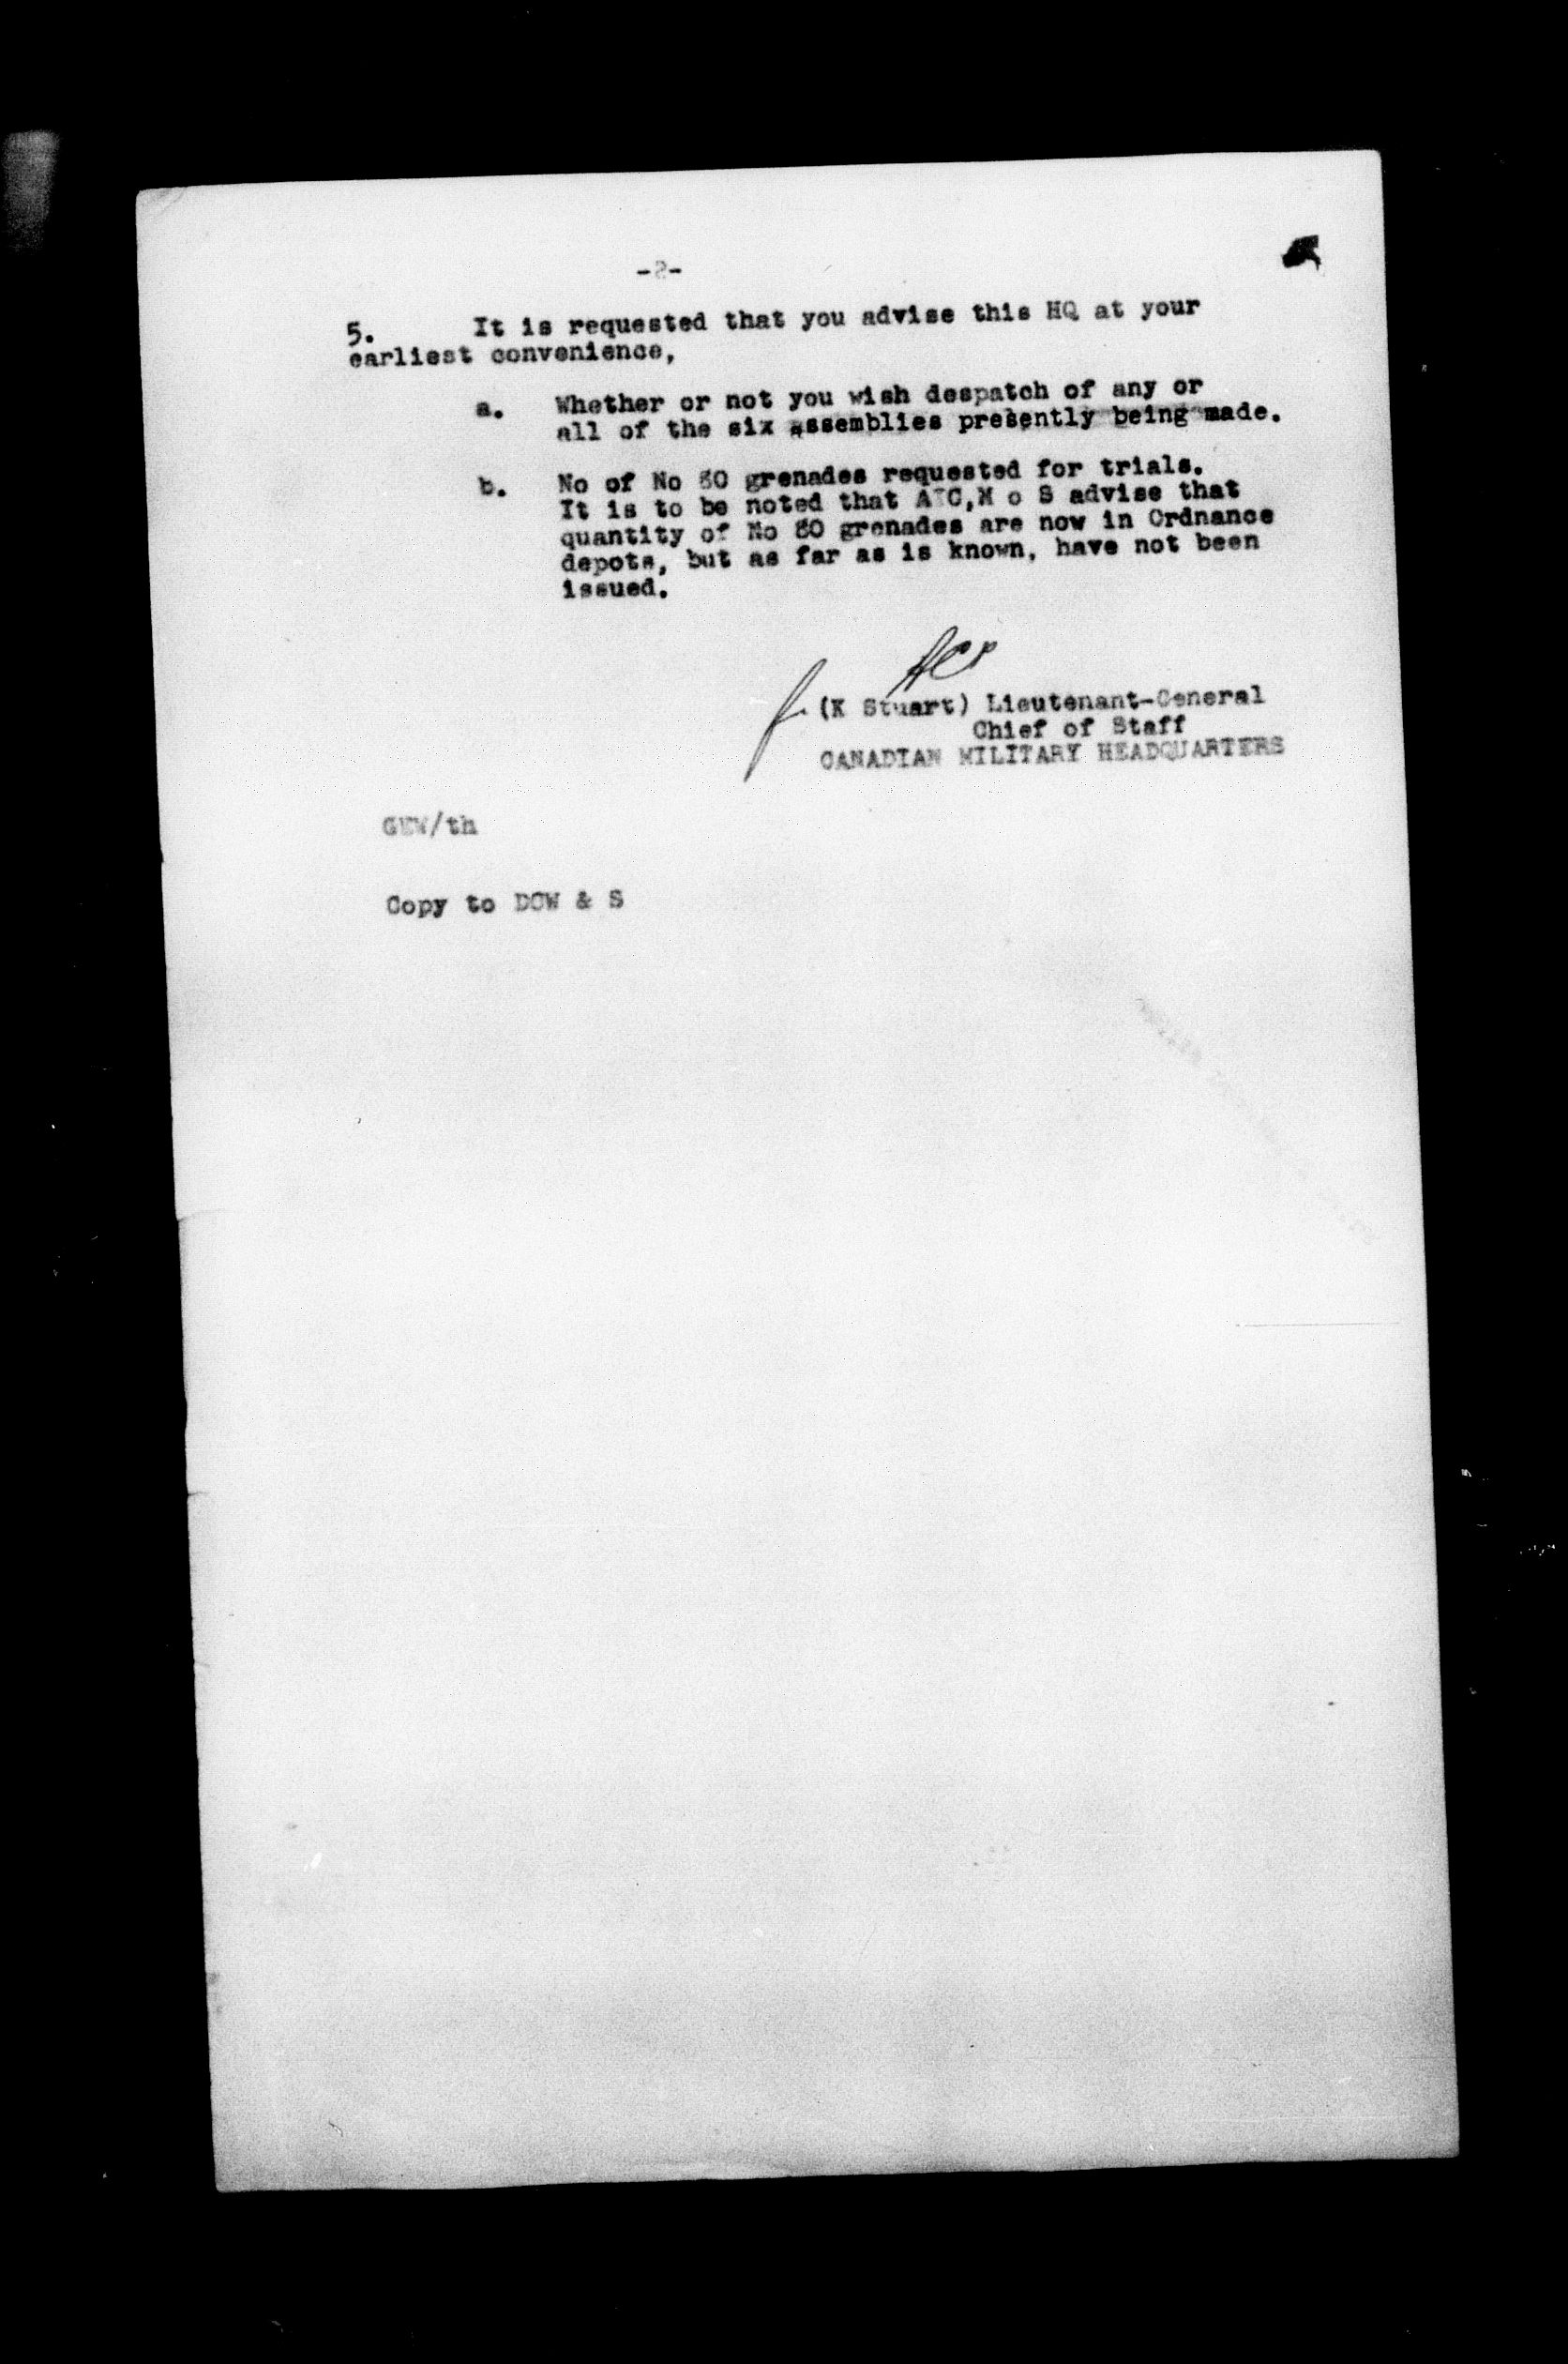 -2-
5. It is requested that you advise this HQ at your
earliest convenience,
a. Whether or not you wish despatch of any or
all of the six assemblies presently being made.
b. No of No 80 grenades requested for trials.
It is to be noted that ATC,M o S advise that
quantity of No 80 grenades are now in Ordnance
depots, but as far as is known, have not been
issued.
(K Stuart) Lieutenant-General
Chief of Staff
CANADIAN MILITARY HEADQUARTERS
GEW/th
Copy to DCW & S